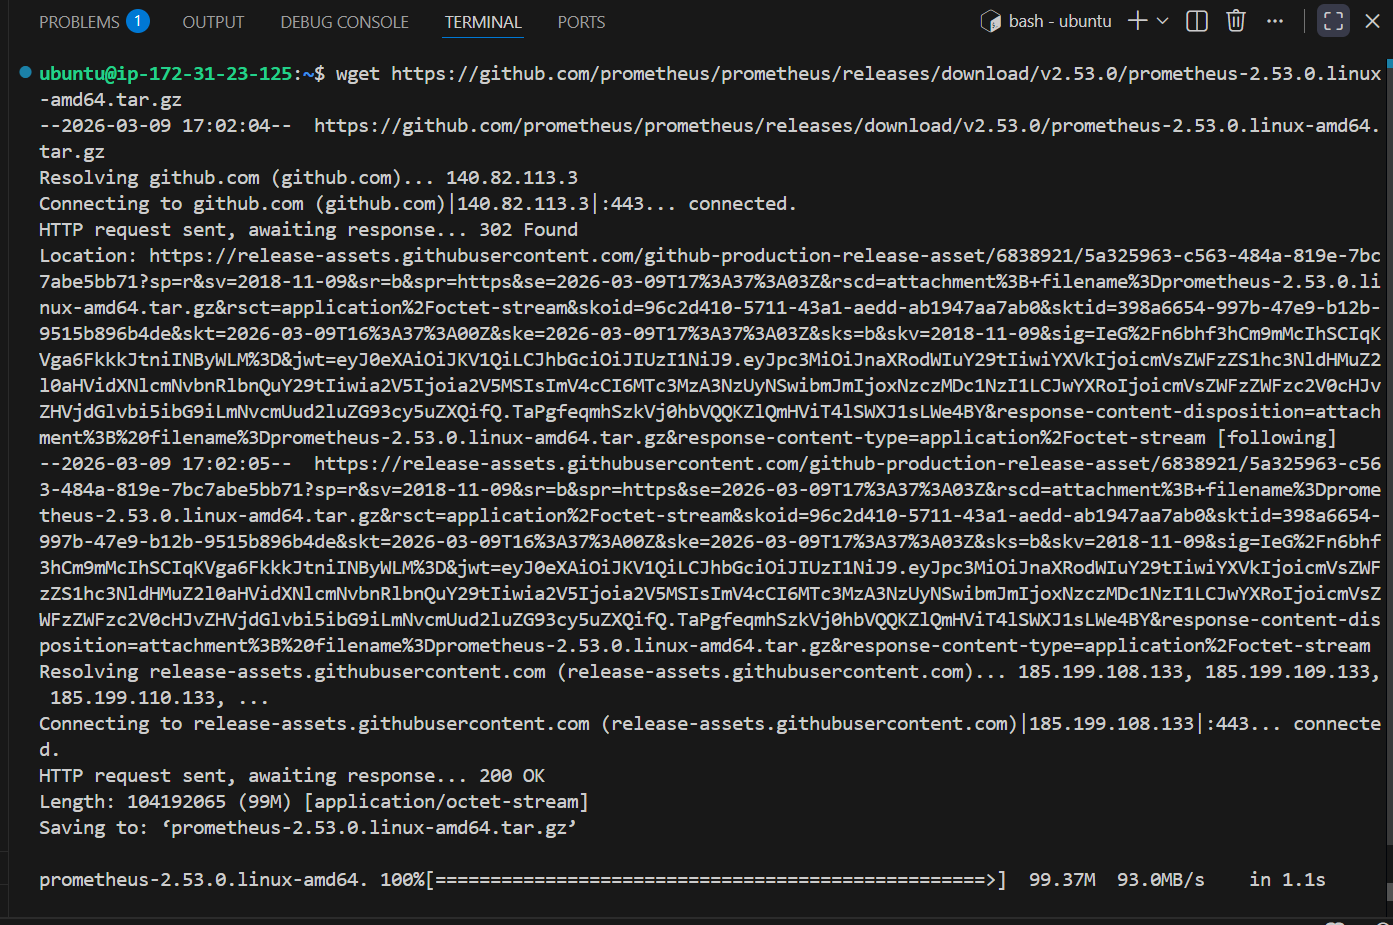 PROBLEMS 1 OUTPUT DEBUG CONSOLE TERMINAL PORTS bash - ubuntu
ubuntu@ip-172-31-23-125:~$ wget https://github.com/prometheus/prometheus/releases/download/v2.53.0/prometheus-2.53.0.linux
-amd64.tar.gz
--2026-03-09 17:02:04--  https://github.com/prometheus/prometheus/releases/download/v2.53.0/prometheus-2.53.0.linux-amd64.
tar.gz
Resolving github.com (github.com)... 140.82.113.3
Connecting to github.com (github.com)|140.82.113.3|:443... connected.
HTTP request sent, awaiting response... 302 Found
Location: https://release-assets.githubusercontent.com/github-production-release-asset/6838921/5a325963-c563-484a-819e-7bc
7abe5bb71?sp=r&sv=2018-11-09&sr=b&spr=https&se=2026-03-09T17%3A37%3A03Z&rscd=attachment%3B+filename%3Dprometheus-2.53.0.li
nux-amd64.tar.gz&rsct=application%2Foctet-stream&skoid=96c2d410-5711-43a1-aedd-ab1947aa7ab0&sktid=398a6654-997b-47e9-b12b-
9515b896b4de&skt=2026-03-09T16%3A37%3A00Z&ske=2026-03-09T17%3A37%3A03Z&sks=b&skv=2018-11-09&sig=IeG%2Fn6bhf3hCm9mMcIhSCIqK
Vga6FkkkJtniINByWLM%3D&jwt=eyJ0eXAiOiJKV1QiLCJhbGciOiJIUzI1NiJ9.eyJpc3MiOiJnaXRodWIuY29tIiwiYXVkIjoicmVsZWFzZS1hc3NldHMuZ2
l0aHVidXNlcmNvbnRlbnQuY29tIiwia2V5Ijoia2V5MSIsImV4cCI6MTc3MzA3NzUyNSwibmJmIjoxNzczMDc1NzI1LCJwYXRoIjoicmVsZWFzZWFzc2V0cHJv
ZHVjdGlvbi5ibG9iLmNvcmUud2luZG93cy5uZXQifQ.TaPgfeqmhSzkVj0hbVQQKZlQmHViT4lSWXJ1sLWe4BY&response-content-disposition=attach
ment%3B%20filename%3Dprometheus-2.53.0.linux-amd64.tar.gz&response-content-type=application%2Foctet-stream [following]
--2026-03-09 17:02:05--  https://release-assets.githubusercontent.com/github-production-release-asset/6838921/5a325963-c56
3-484a-819e-7bc7abe5bb71?sp=r&sv=2018-11-09&sr=b&spr=https&se=2026-03-09T17%3A37%3A03Z&rscd=attachment%3B+filename%3Dprome
theus-2.53.0.linux-amd64.tar.gz&rsct=application%2Foctet-stream&skoid=96c2d410-5711-43a1-aedd-ab1947aa7ab0&sktid=398a6654-
997b-47e9-b12b-9515b896b4de&skt=2026-03-09T16%3A37%3A00Z&ske=2026-03-09T17%3A37%3A03Z&sks=b&skv=2018-11-09&sig=IeG%2Fn6bhf
3hCm9mMcIhSCIqKVga6FkkkJtniINByWLM%3D&jwt=eyJ0eXAiOiJKV1QiLCJhbGciOiJIUzI1NiJ9.eyJpc3MiOiJnaXRodWIuY29tIiwiYXVkIjoicmVsZWF
zZS1hc3NldHMuZ2l0aHVidXNlcmNvbnRlbnQuY29tIiwia2V5Ijoia2V5MSIsImV4cCI6MTc3MzA3NzUyNSwibmJmIjoxNzczMDc1NzI1LCJwYXRoIjoicmVsZ
WFzZWFzc2V0cHJvZHVjdGlvbi5ibG9iLmNvcmUud2luZG93cy5uZXQifQ.TaPgfeqmhSzkVj0hbVQQKZlQmHViT4lSWXJ1sLWe4BY&response-content-dis
position=attachment%3B%20filename%3Dprometheus-2.53.0.linux-amd64.tar.gz&response-content-type=application%2Foctet-stream
Resolving release-assets.githubusercontent.com (release-assets.githubusercontent.com)... 185.199.108.133, 185.199.109.133,
 185.199.110.133, ...
Connecting to release-assets.githubusercontent.com (release-assets.githubusercontent.com)|185.199.108.133|:443... connecte
d.
HTTP request sent, awaiting response... 200 OK
Length: 104192065 (99M) [application/octet-stream]
Saving to: ‘prometheus-2.53.0.linux-amd64.tar.gz’
prometheus-2.53.0.linux-amd64. 100%[==================================================>]  99.37M  93.0MB/s    in 1.1s